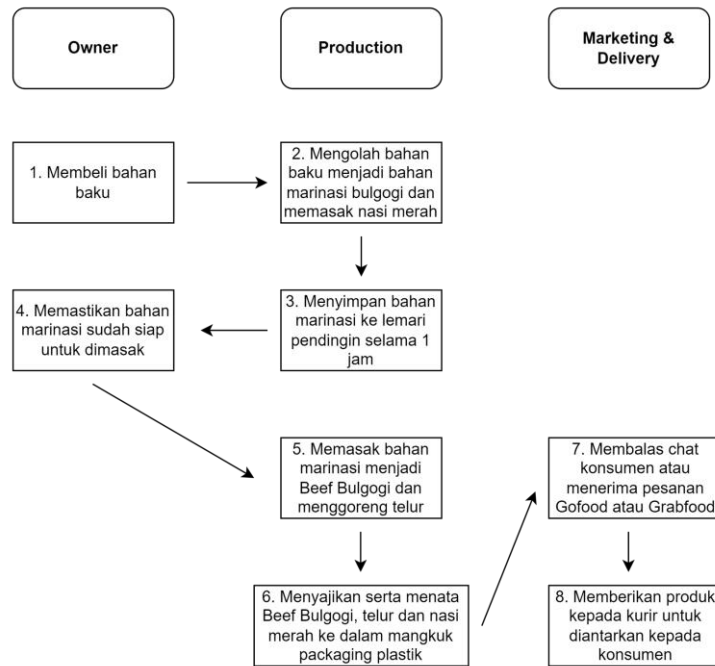 Owner
Production
Marketing &
Delivery
1. Membeli bahan
baku
2. Mengolah bahan
baku menjadi bahan
marinasi bulgogi dan
memasak nasi merah
4. Memastikan bahan
marinasi sudah siap
untuk dimasak
3. Menyimpan bahan
marinasi ke lemari
pendingin selama 1
jam
5. Memasak bahan
marinasi menjadi
Beef Bulgogi dan
menggoreng telur
7. Membalas chat
konsumen atau
menerima pesanan
Gofood atau Grabfood
6. Menyajikan serta menata
Beef Bulgogi, telur dan nasi
merah ke dalam mangkuk
packaging plastik
8. Memberikan produk
kepada kurir untuk
diantarkan kepada
konsumen